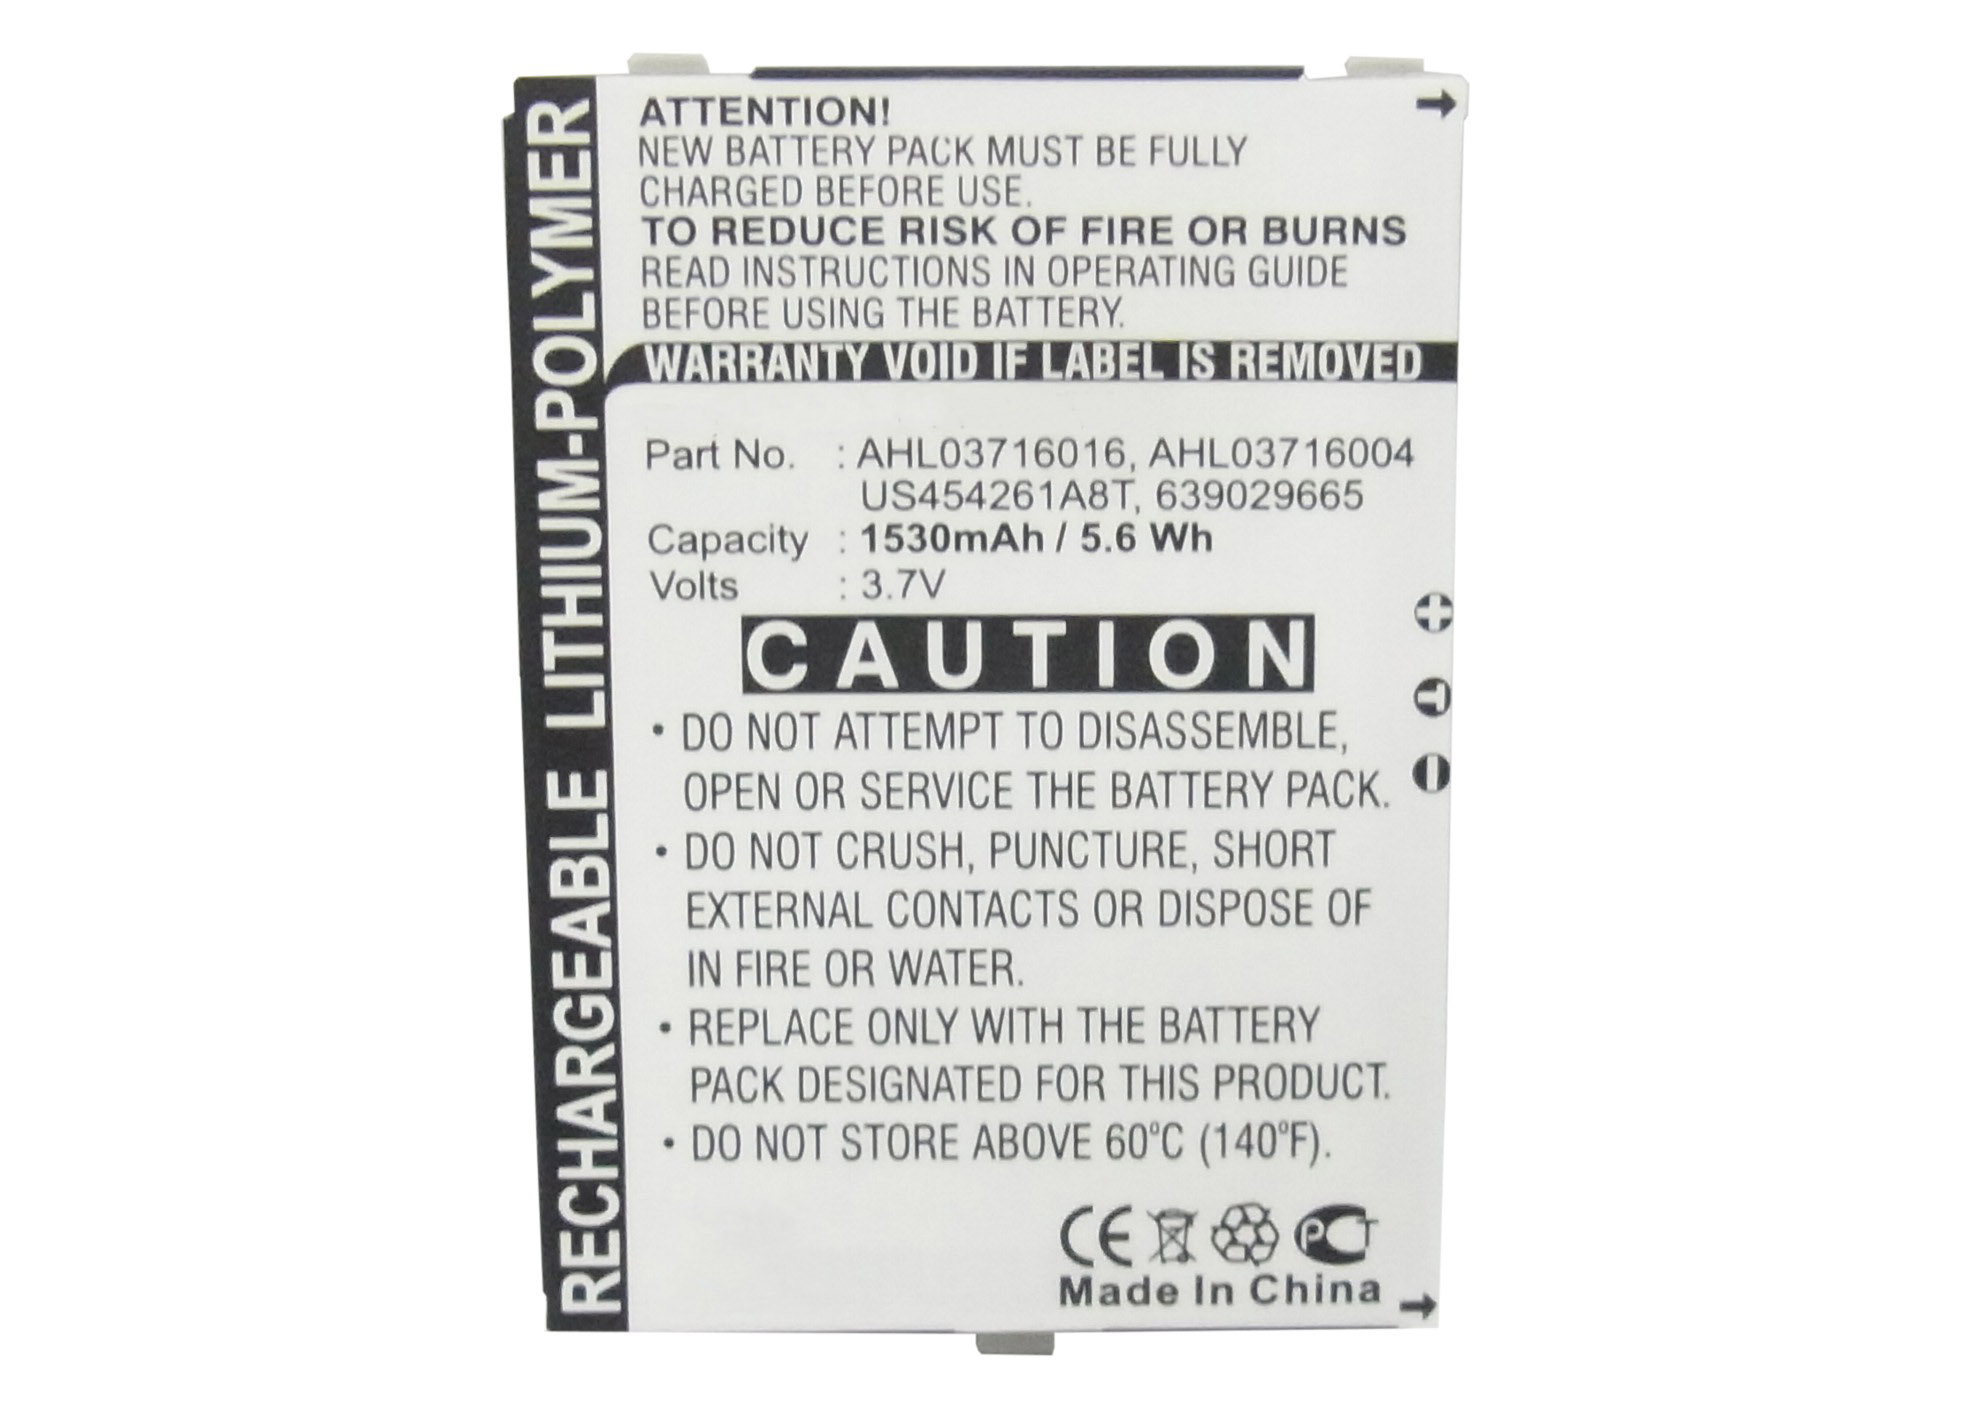 RECHARGEABLE LITHIUM-POLYMER
ATTENTION!
NEW BATTERY PACK MUST BE FULLY
CHARGED BEFORE USE.
TO REDUCE RISK OF FIRE OR BURNS
READ INSTRUCTIONS IN OPERATING GUIDE
BEFORE USING THE BATTERY.
WARRANTY VOID IF LABEL IS REMOVED
Part No. : AHL03716016, AHL03716004
US454261A8T, 639029665
Capacity : 1530mAh / 5.6 Wh
Volts : 3.7V
+
T
-
CAUTION
• DO NOT ATTEMPT TO DISASSEMBLE,
OPEN OR SERVICE THE BATTERY PACK.
• DO NOT CRUSH, PUNCTURE, SHORT
EXTERNAL CONTACTS OR DISPOSE OF
IN FIRE OR WATER.
• REPLACE ONLY WITH THE BATTERY
PACK DESIGNATED FOR THIS PRODUCT.
• DO NOT STORE ABOVE 60°C (140°F).
CE PCT
Made In China